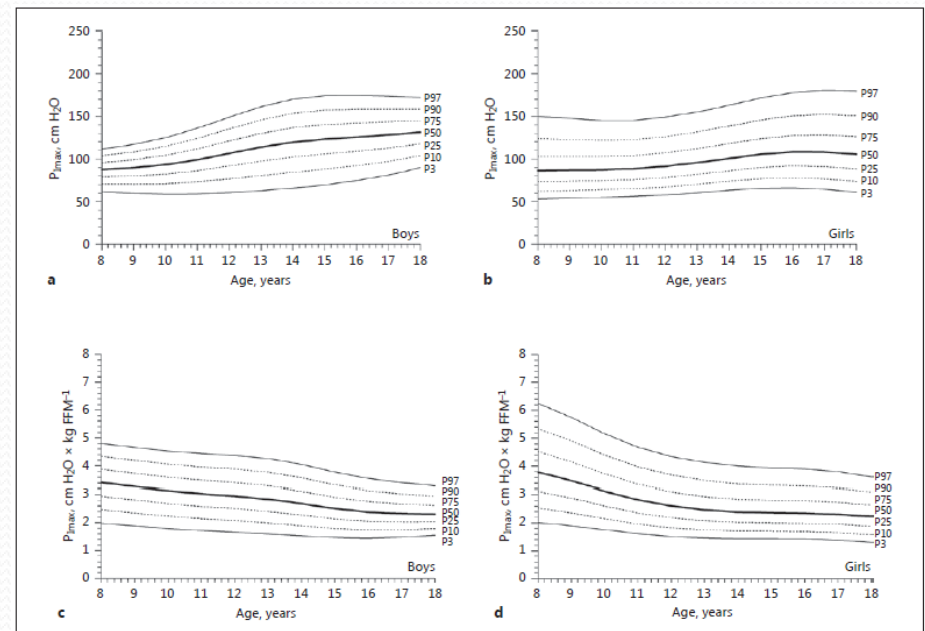 250
200
150
100
50
0
PImax, cm H2O
P97
P90
P75
P50
P25
P10
P3
Boys
8 9 10 11 12 13 14 15 16 17 18
Age, years
a
250
200
150
100
50
0
PImax, cm H2O
P97
P90
P75
P50
P25
P10
P3
Girls
8 9 10 11 12 13 14 15 16 17 18
Age, years
b
8
7
6
5
4
3
2
1
0
PImax, cm H2O × kg FFM–1
P97
P90
P75
P50
P25
P10
P3
Boys
8 9 10 11 12 13 14 15 16 17 18
Age, years
c
8
7
6
5
4
3
2
1
0
PImax, cm H2O × kg FFM–1
P97
P90
P75
P50
P25
P10
P3
Girls
8 9 10 11 12 13 14 15 16 17 18
Age, years
d